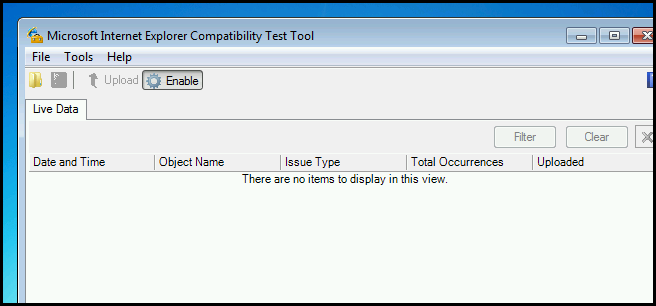 Microsoft Internet Explorer Compatibility Test Tool
File Tools Help
Upload Enable
Live Data
Filter Clear
Date and Time Object Name Issue Type Total Occurrences Uploaded
There are no items to display in this view.